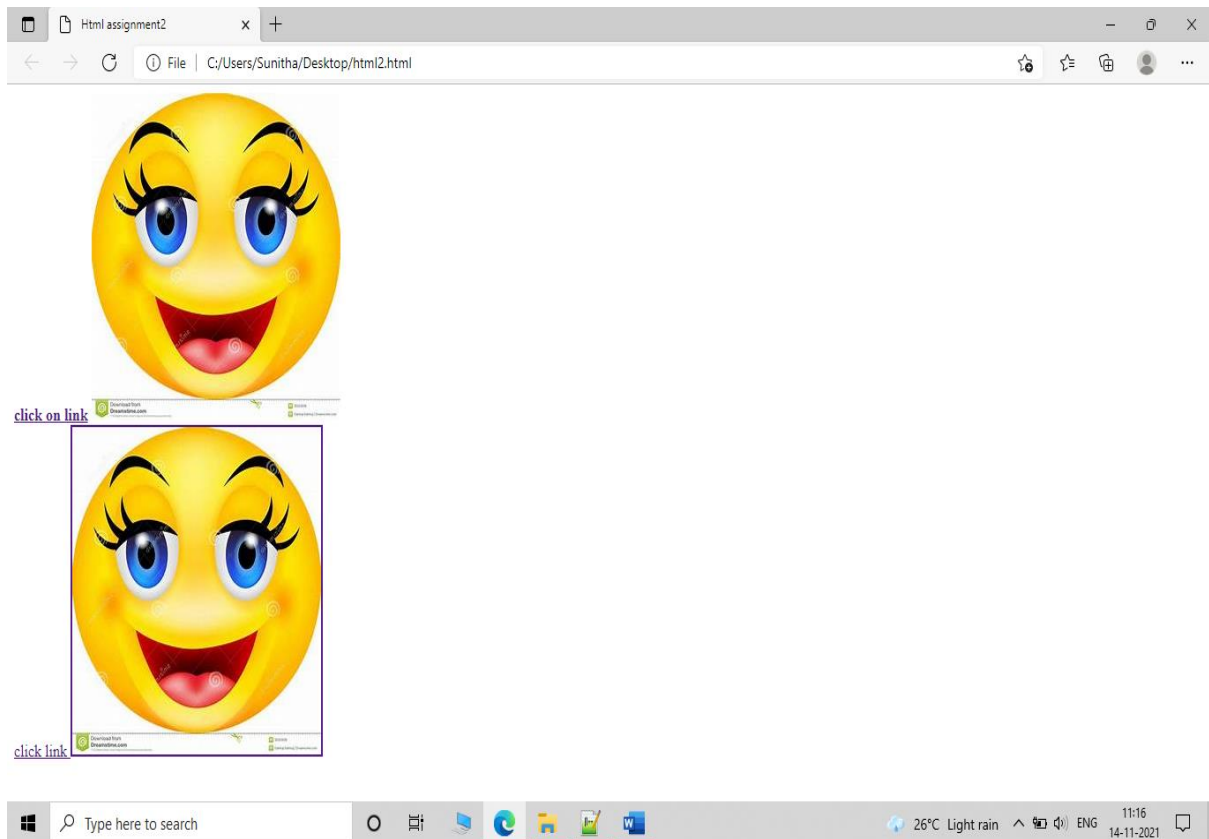 Html assignment2
File | C:/Users/Sunitha/Desktop/html2.html
click on link
Download from
Dreamstime.com
click link
Download from
Dreamstime.com
Type here to search
26°C Light rain
ENG
11:16
14-11-2021